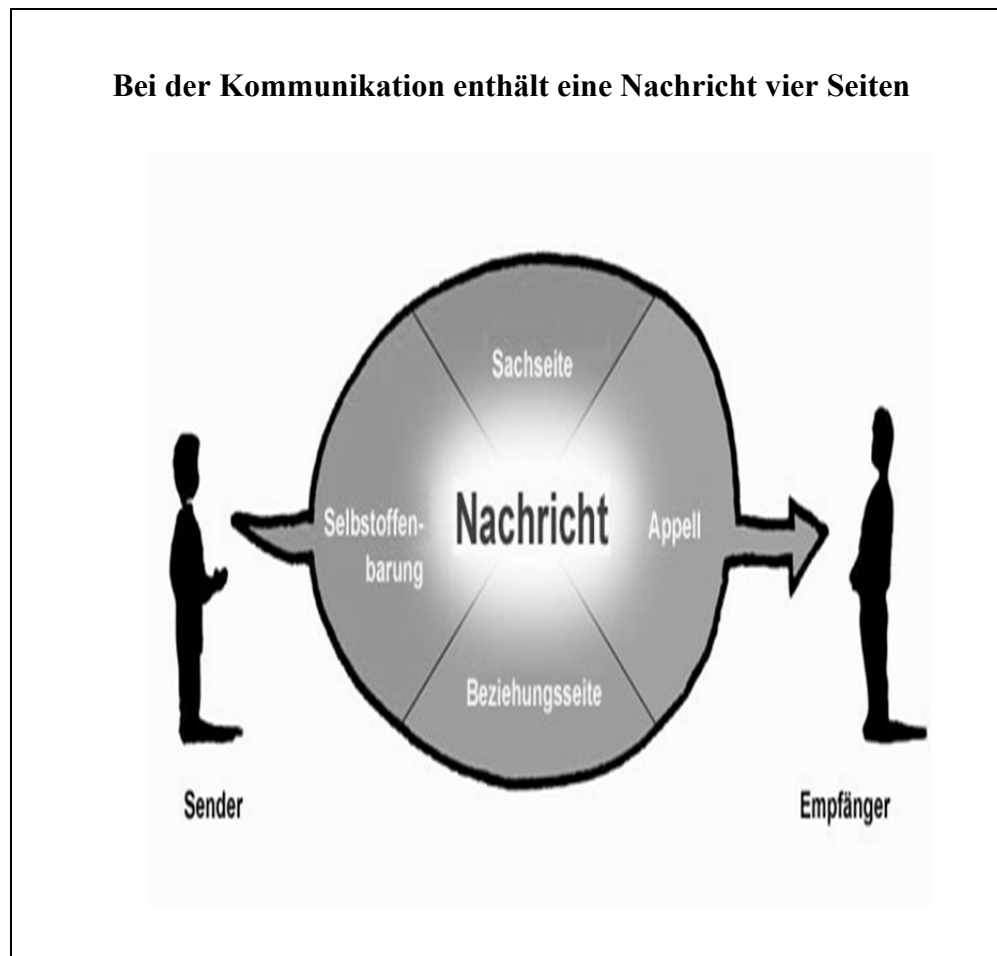 Bei der Kommunikation enthält eine Nachricht vier Seiten
Sachseite
Selbstoffen-
barung
Nachricht
Appell
Beziehungsseite
Sender
Empfänger